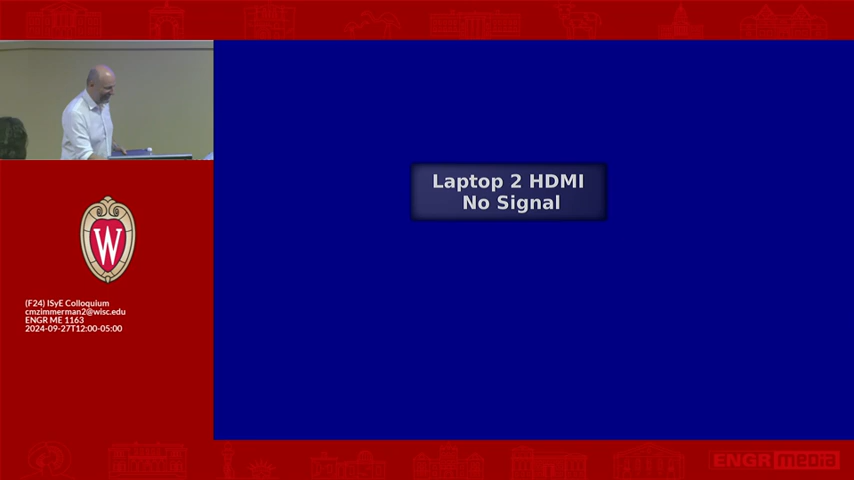 Laptop 2 HDMI
No Signal
W
(F24) ISyE Colloquium
cmzimmerman2@wisc.edu
ENGR ME 1163
2024-09-27T12:00-05:00
ENGR media